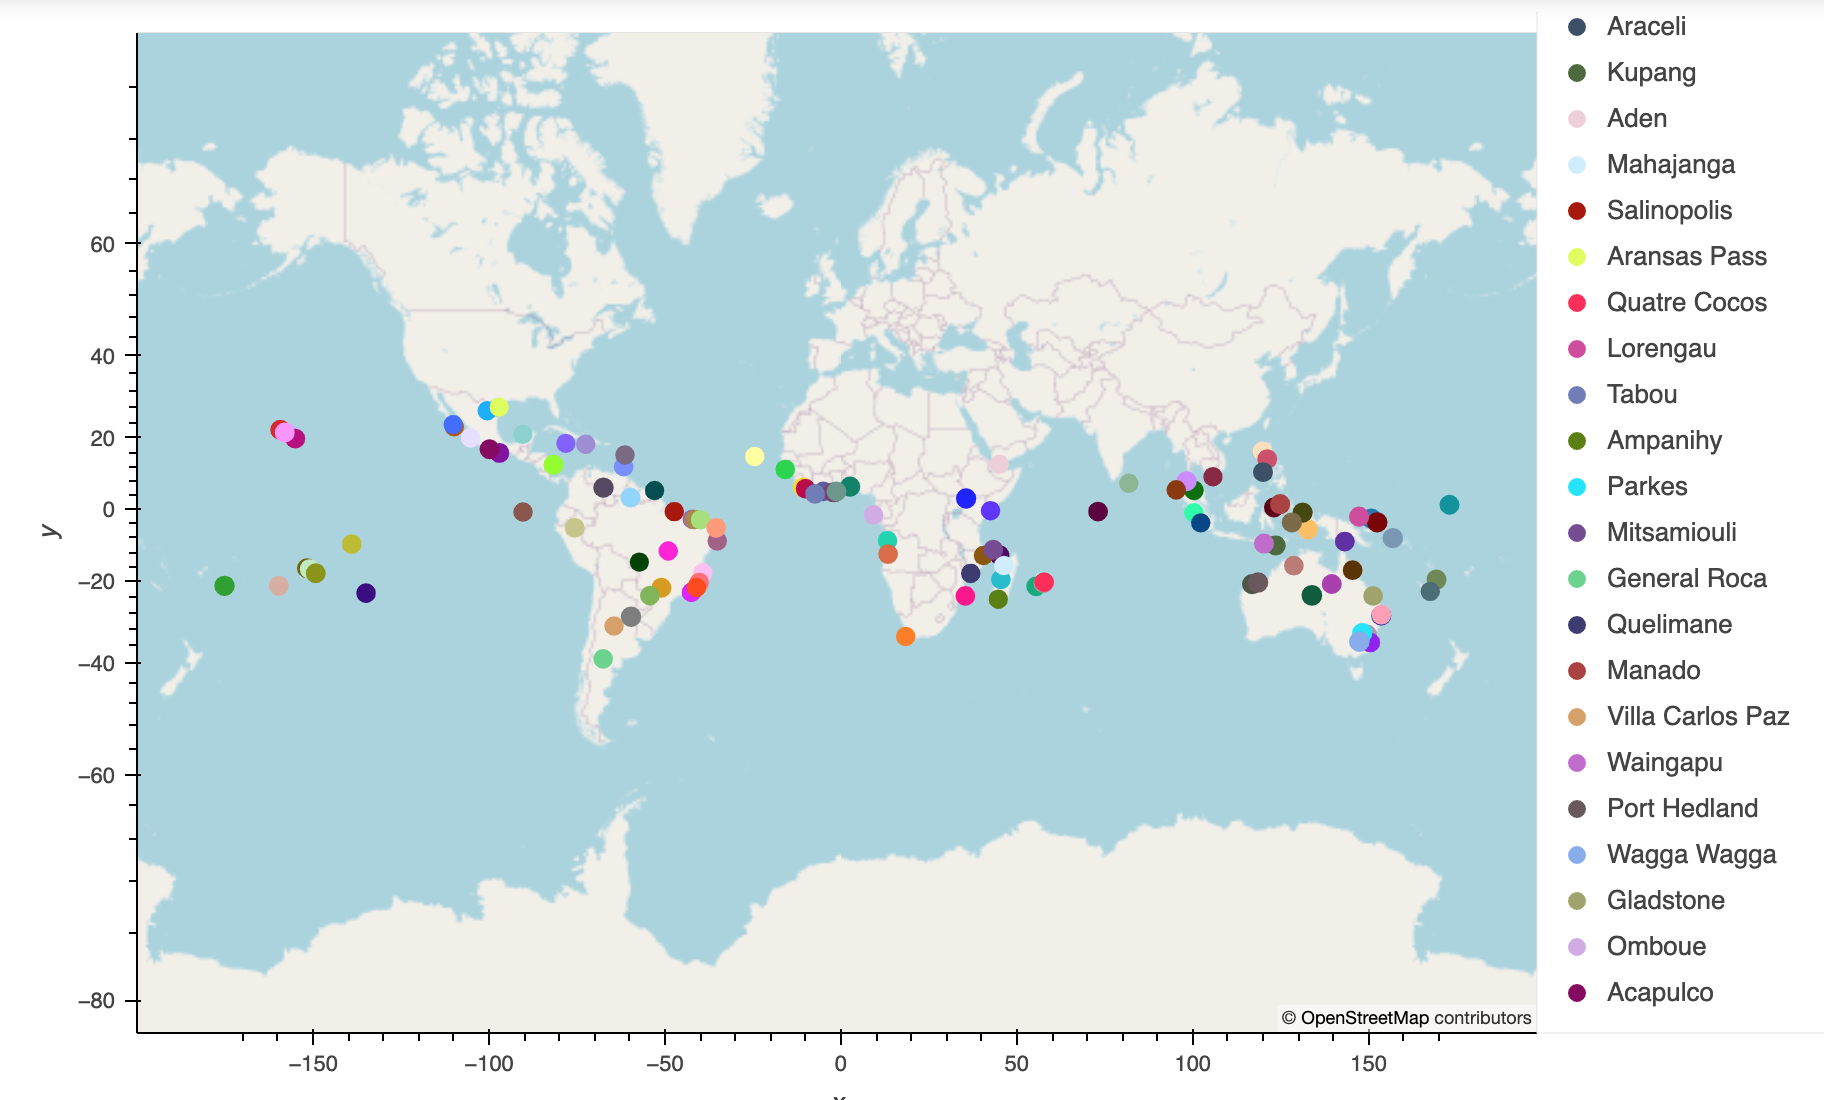 Araceli
Kupang
Aden
Mahajanga
Salinopolis
Aransas Pass
Quatre Cocos
Lorengau
Tabou
Ampanihy
Parkes
Mitsamiouli
General Roca
Quelimane
Manado
Villa Carlos Paz
Waingapu
Port Hedland
Wagga Wagga
Gladstone
Omboue
Acapulco
60
40
20
0
−20
−40
−60
−80
y
© OpenStreetMap contributors
−150
−100
−50
0
50
100
150